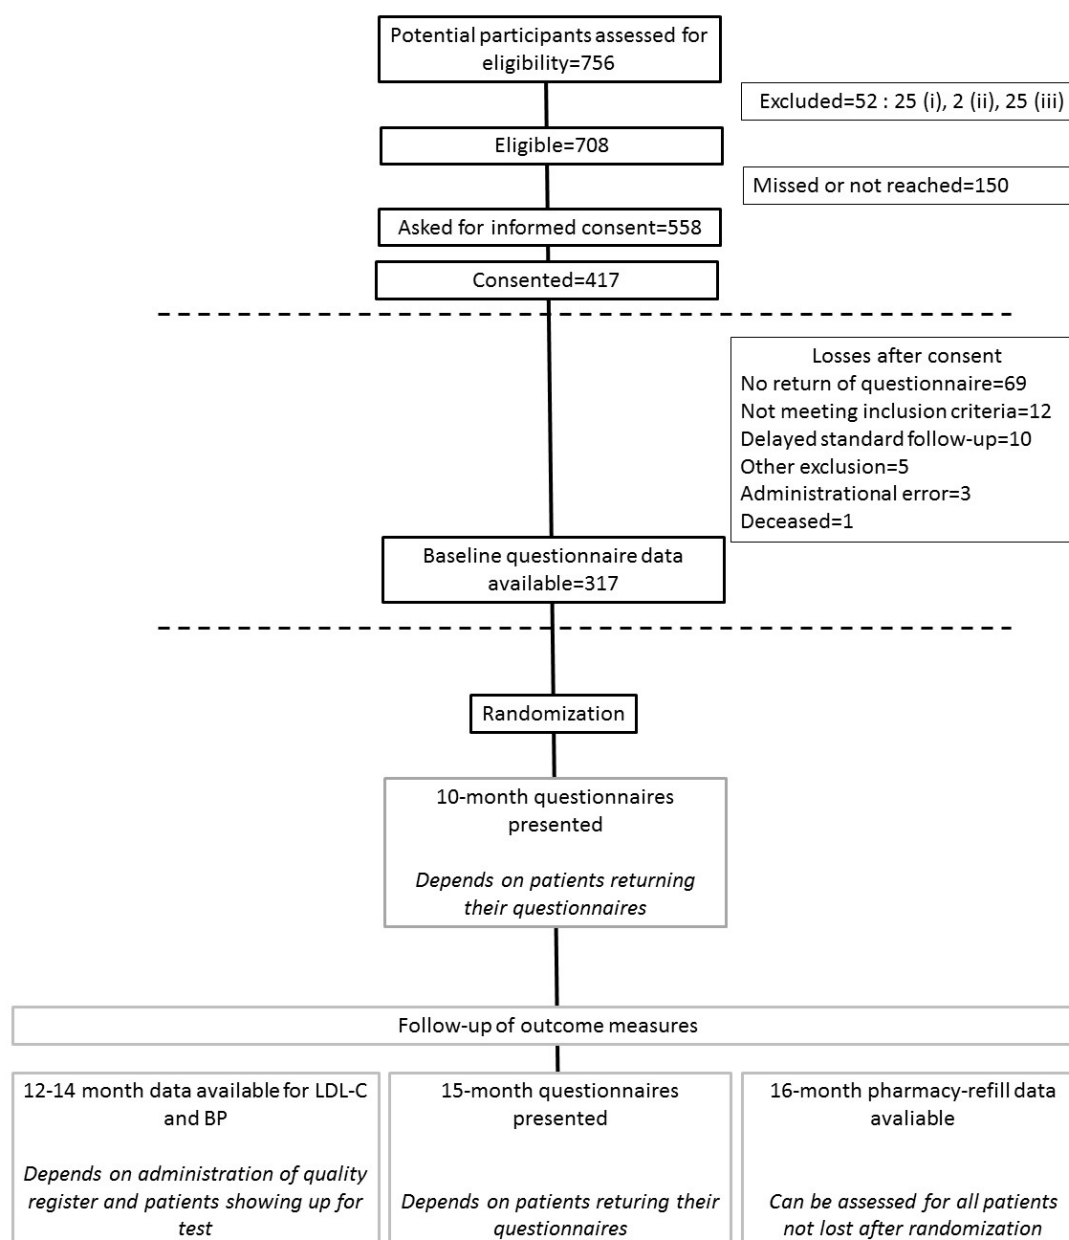 Potential participants assessed for
eligibility=756
Excluded=52 : 25 (i), 2 (ii), 25 (iii)
Eligible=708
Missed or not reached=150
Asked for informed consent=558
Consented=417
Losses after consent
No return of questionnaire=69
Not meeting inclusion criteria=12
Delayed standard follow-up=10
Other exclusion=5
Administrational error=3
Deceased=1
Baseline questionnaire data
available=317
Randomization
10-month questionnaires
presented
Depends on patients returning
their questionnaires
Follow-up of outcome measures
12-14 month data available for LDL-C
and BP
Depends on administration of quality
register and patients showing up for
test
15-month questionnaires
presented
Depends on patients returing their
questionnaires
16-month pharmacy-refill data
avaliable
Can be assessed for all patients
not lost after randomization